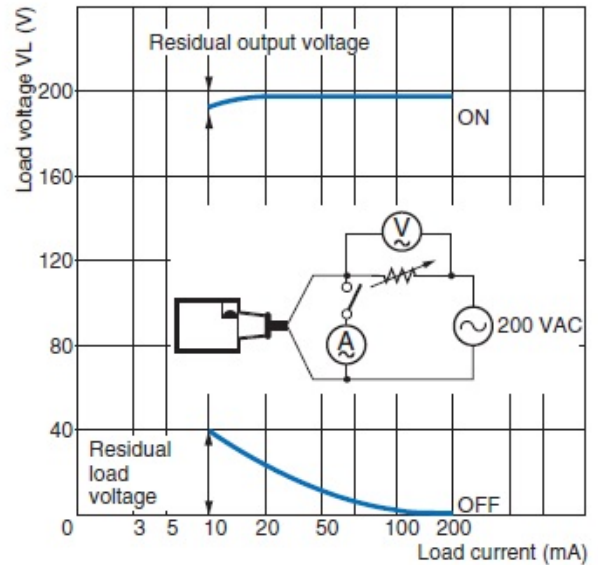 Load voltage VL (V)
Residual output voltage
200
ON
160
V
120
200 VAC
A
80
40
Residual
load
voltage
OFF
0 3 5 10 20 50 100 200
Load current (mA)